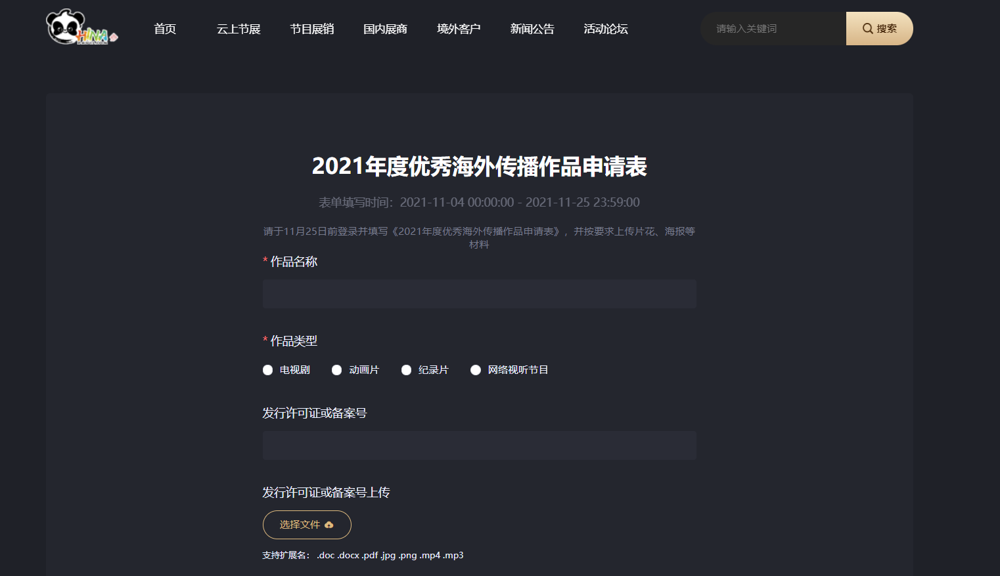 HINA
首页 云上节展 节目展销 国内展商 境外客户 新闻公告 活动论坛 请输入关键词 搜索
2021年度优秀海外传播作品申请表
表单填写时间：2021-11-04 00:00:00 - 2021-11-25 23:59:00
请于11月25日前登录并填写《2021年度优秀海外传播作品申请表》，并按要求上传片花、海报等
材料
* 作品名称
* 作品类型
电视剧 动画片 纪录片 网络视听节目
发行许可证或备案号
发行许可证或备案号上传
选择文件
支持扩展名： .doc .docx .pdf .jpg .png .mp4 .mp3